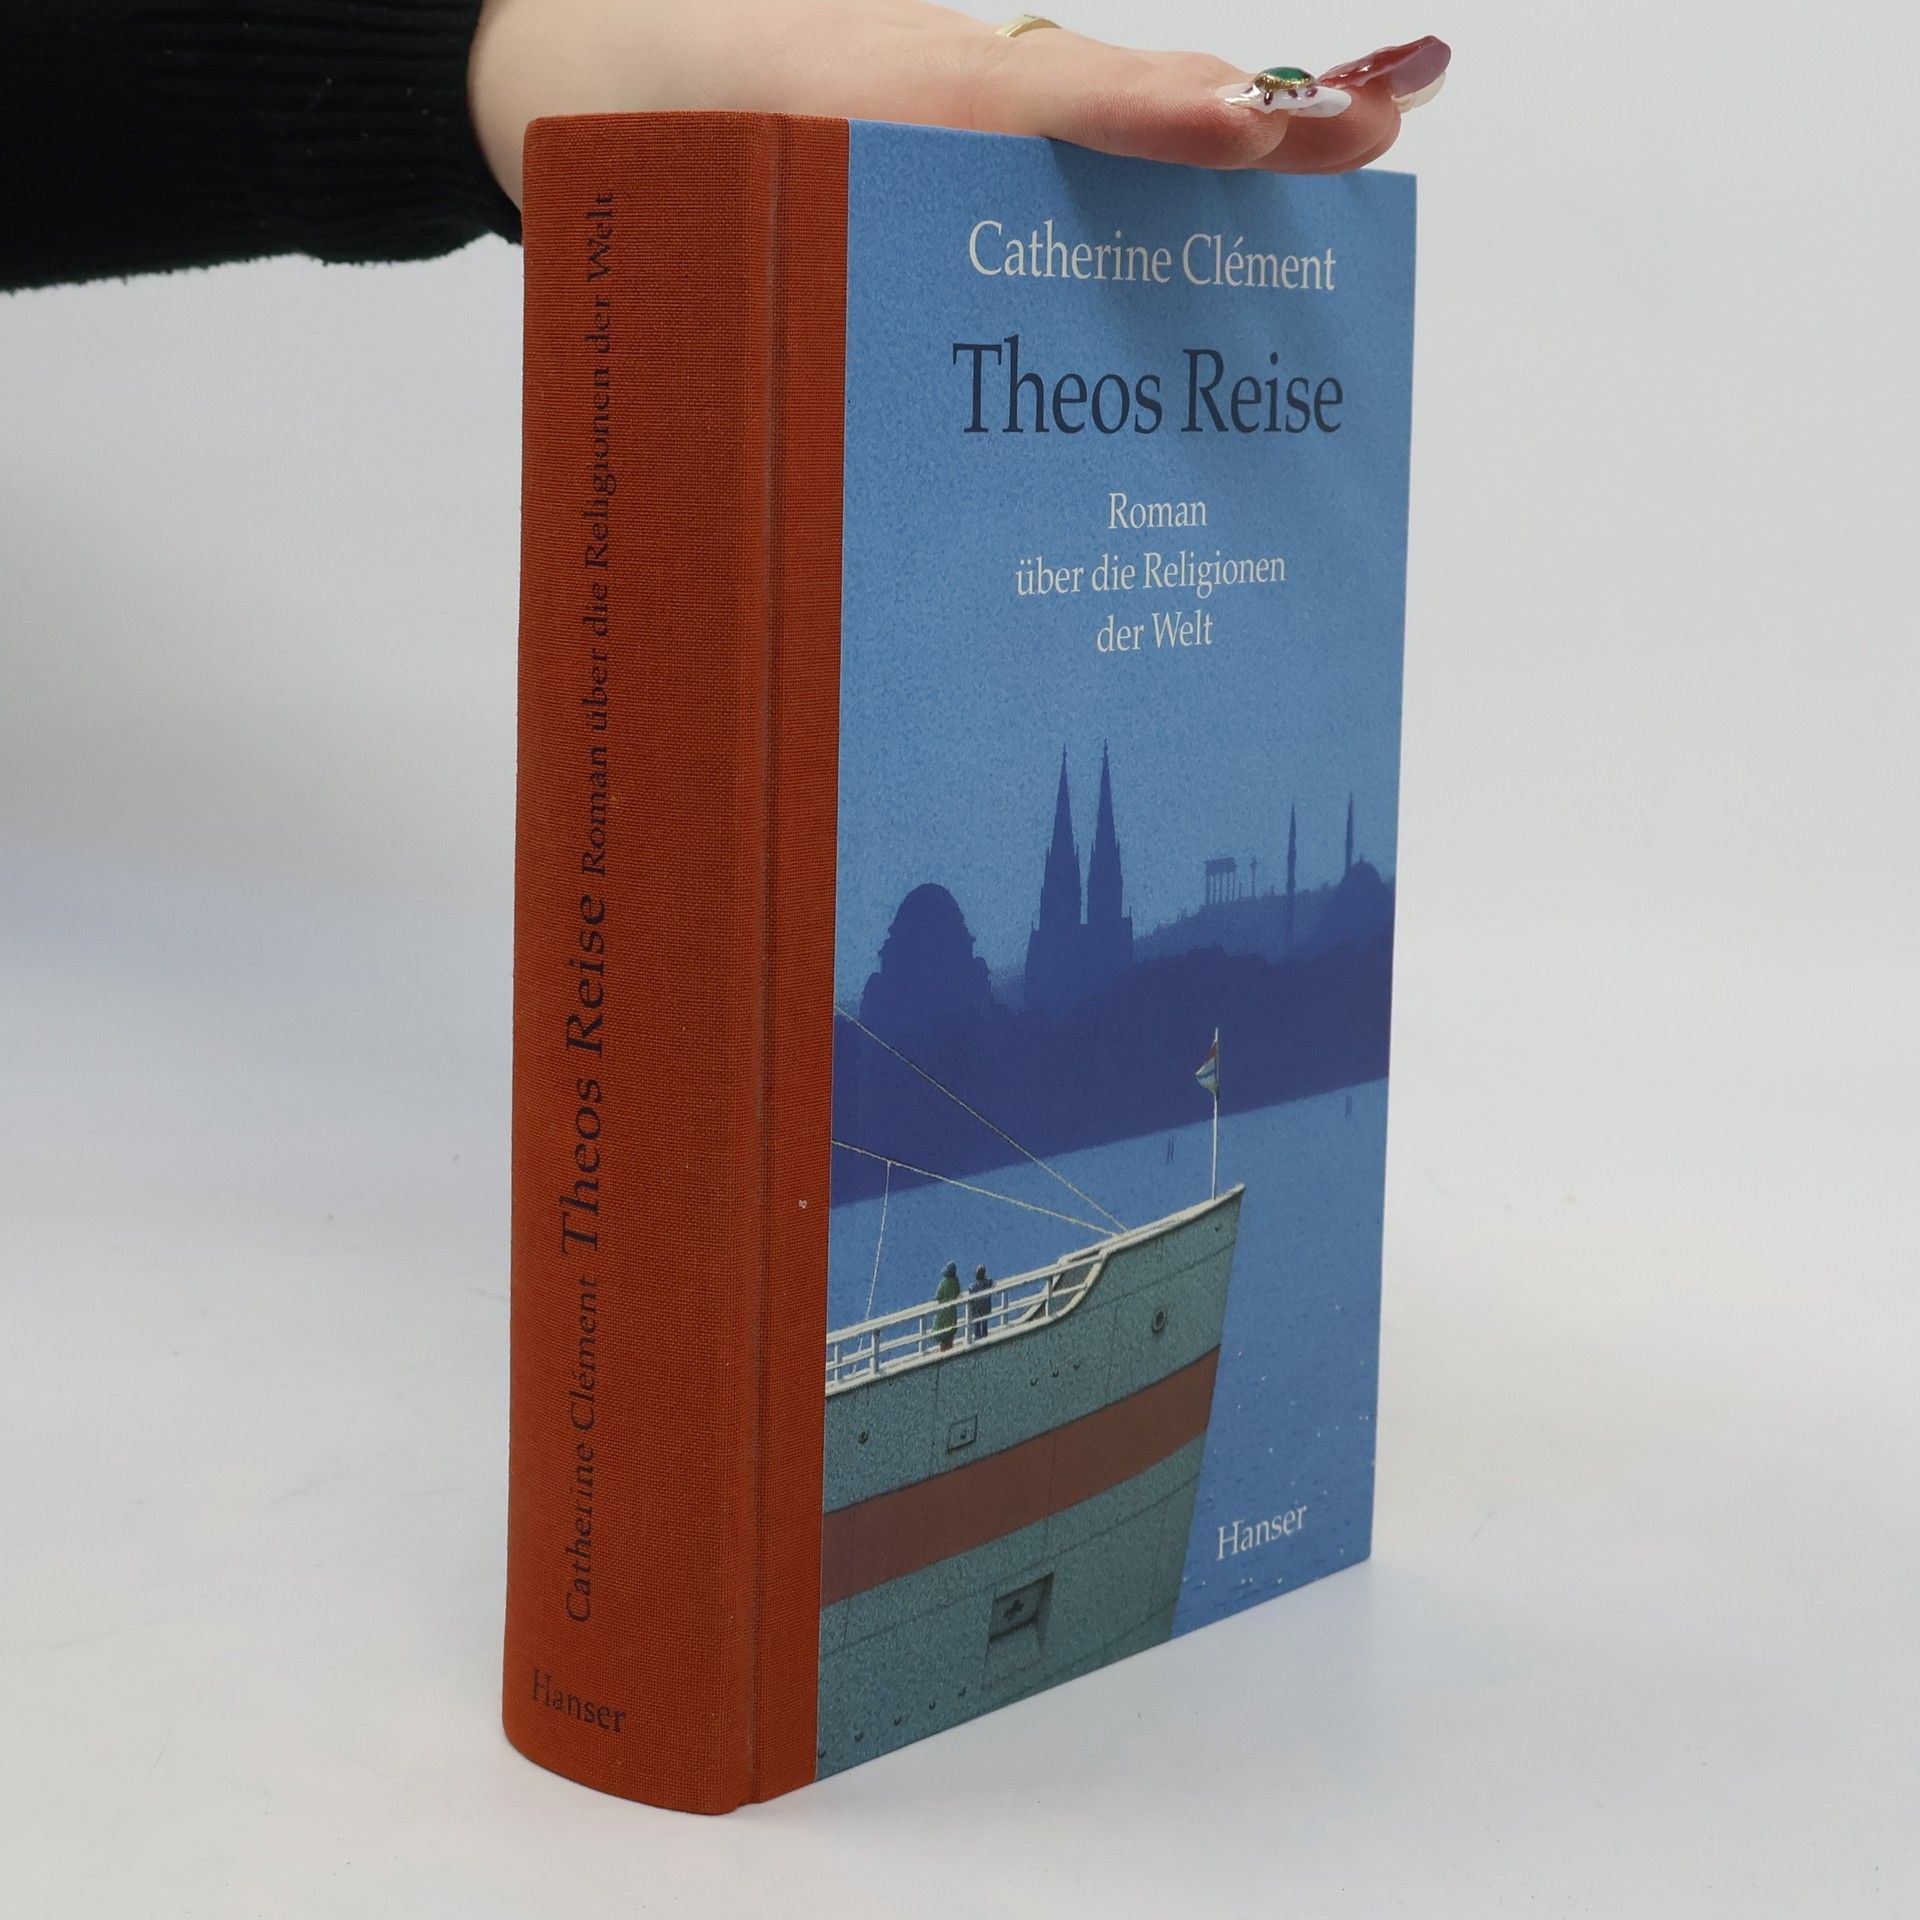 Catherine Clément Theos Reise Roman über die Religionen der Welt
Hanser
Catherine Clément
Theos Reise
Roman
über die Religionen
der Welt
Hanser